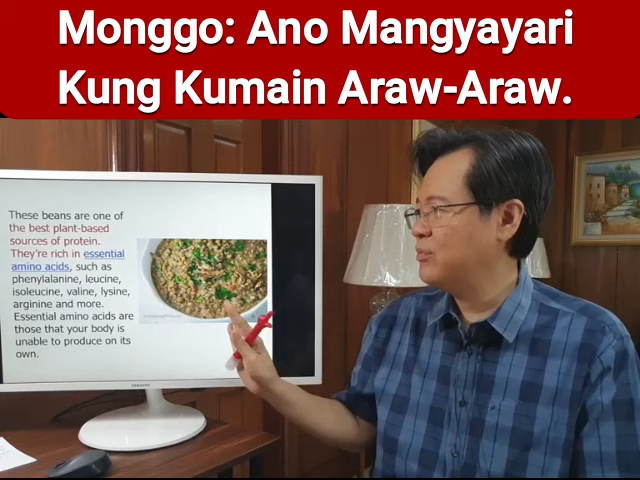 Monggo: Ano Mangyayari
Kung Kumain Araw-Araw.
These beans are one of
the best plant-based
sources of protein.
They're rich in essential
amino acids, such as
phenylalanine, leucine,
isoleucine, valine, lysine,
arginine and more.
Essential amino acids are
those that your body is
unable to produce on its
own.
SAMSUNG